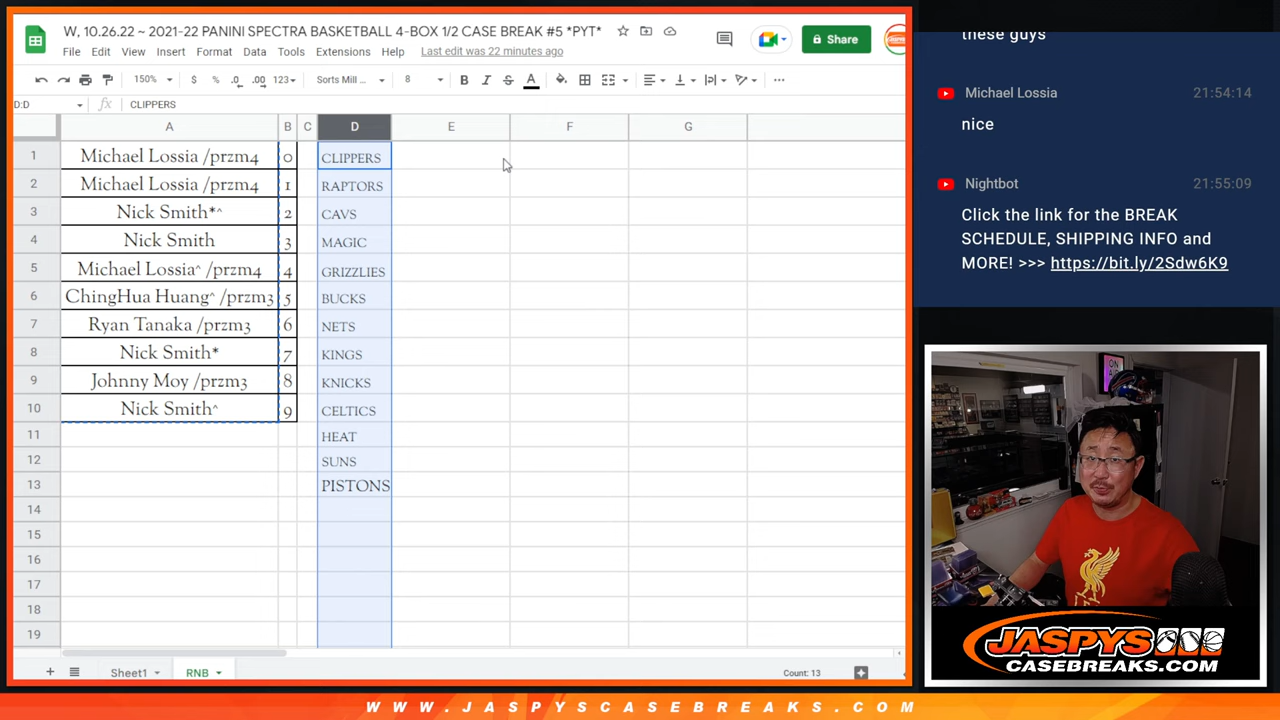 W, 10.26.22 ~ 2021-22 PANINI SPECTRA BASKETBALL 4-BOX 1/2 CASE BREAK #5 *PYT*
File Edit View Insert Format Data Tools Extensions Help Last edit was 22 minutes ago
Share
150% $ % .0 .00 123 Sorts Mill ... 8 B I S A
D:D fx CLIPPERS
A B C D E F G
1 Michael Lossia /przm4 0 CLIPPERS
2 Michael Lossia /przm4 1 RAPTORS
3 Nick Smith*^ 2 CAVS
4 Nick Smith 3 MAGIC
5 Michael Lossia^ /przm4 4 GRIZZLIES
6 ChingHua Huang^ /przm3 5 BUCKS
7 Ryan Tanaka /przm3 6 NETS
8 Nick Smith* 7 KINGS
9 Johnny Moy /przm3 8 KNICKS
10 Nick Smith^ 9 CELTICS
11 HEAT
12 SUNS
13 PISTONS
14
15
16
17
18
19
Sheet1 RNB Count: 13
these guys
Michael Lossia 21:54:14
nice
Nightbot 21:55:09
Click the link for the BREAK
SCHEDULE, SHIPPING INFO and
MORE! >>> https://bit.ly/2Sdw6K9
ON
JASPYS
CASEBREAKS.COM
WWW.JASPYSCASEBREAKS.COM